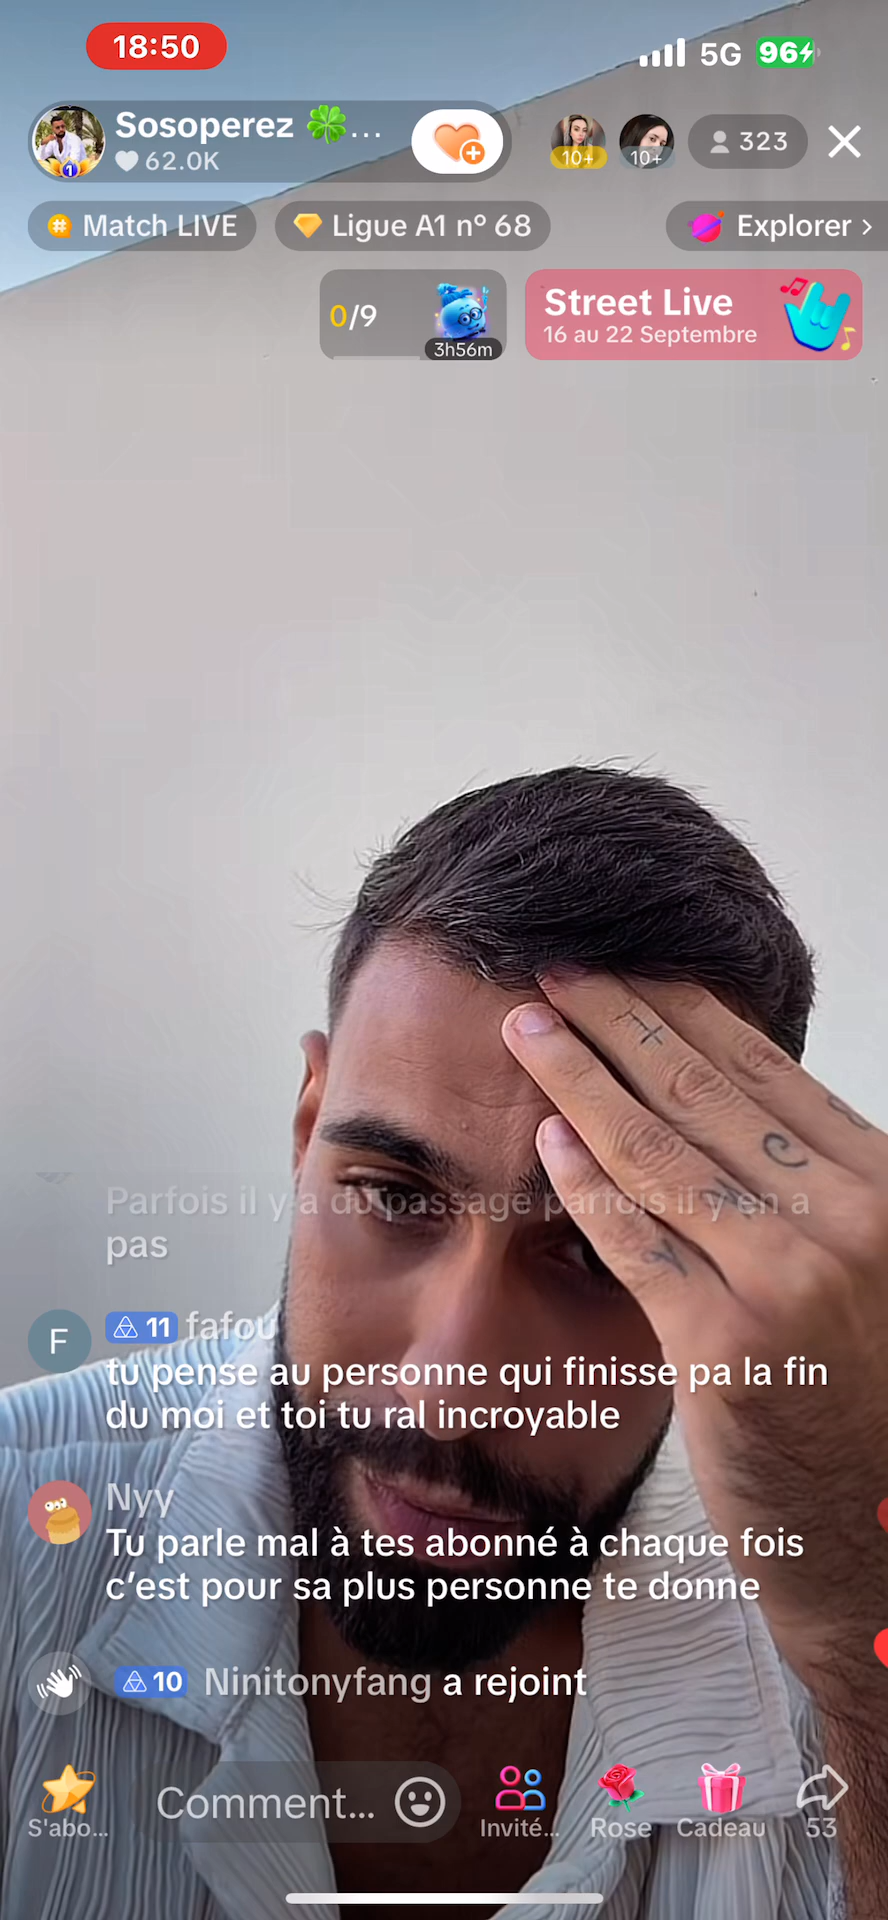 18:50
5G 96
Sosoperez 🍀...
62.0K
10+
10+
323
Match LIVE
Ligue A1 n° 68
Explorer >
0/9
3h56m
Street Live
16 au 22 Septembre
Parfois il y a du passage parfois il y en a
pas
F
11 fafou
tu pense au personne qui finisse pa la fin
du moi et toi tu ral incroyable
Nyy
Tu parle mal à tes abonné à chaque fois
c'est pour sa plus personne te donne
10 Ninitonyfang a rejoint
Comment...
S'abo...
Invité...
Rose
Cadeau
53